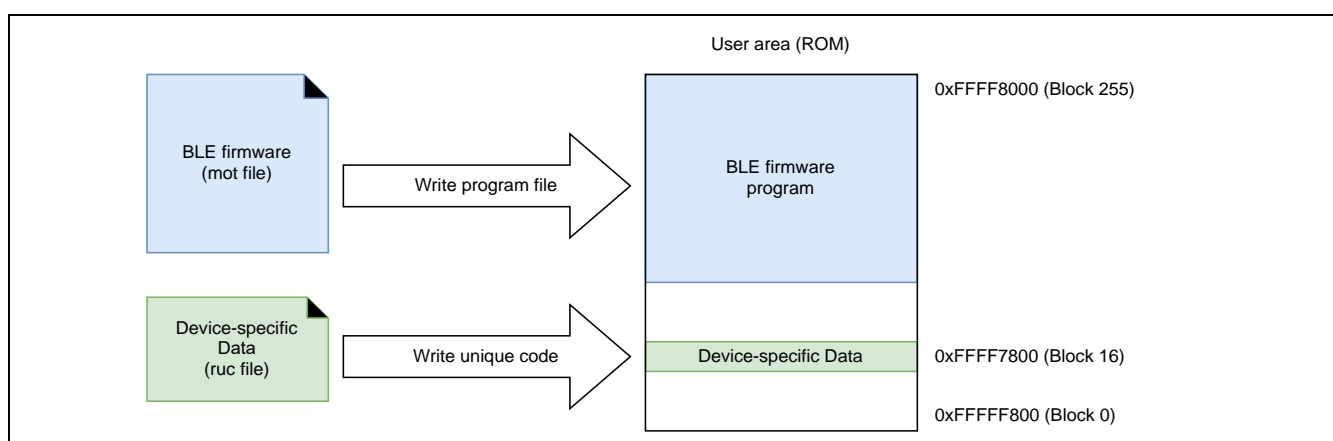 User area (ROM)
0xFFFF8000 (Block 255)
BLE firmware
(mot file)
Write program file
BLE firmware
program
Device-specific
Data
(ruc file)
Write unique code
Device-specific Data
0xFFFF7800 (Block 16)
0xFFFFF800 (Block 0)